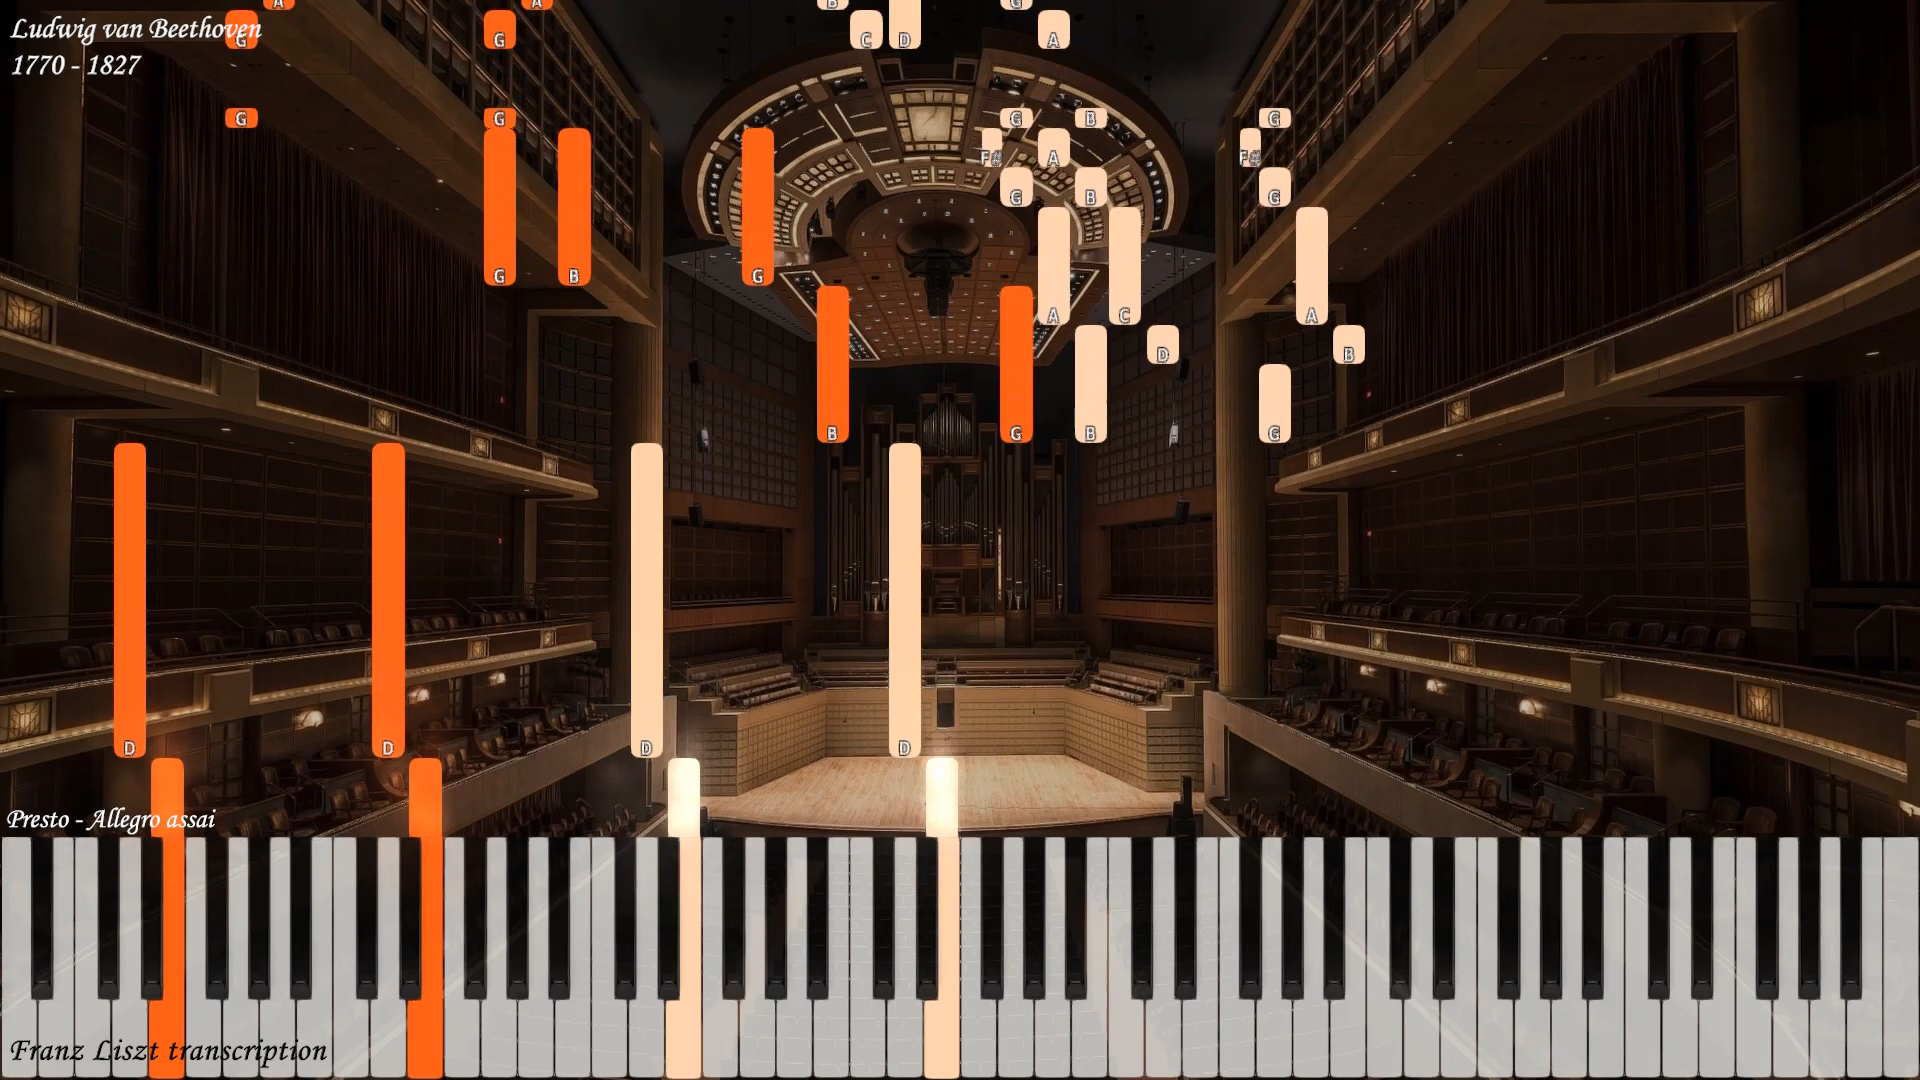 A A B G
Ludwig van Beethoven
G G C D A
1770 - 1827
G G G B G
F# A F#
G B G
G B G
A C A
D B
B G B G
D D D D
Presto - Allegro assai
Franz Liszt transcription